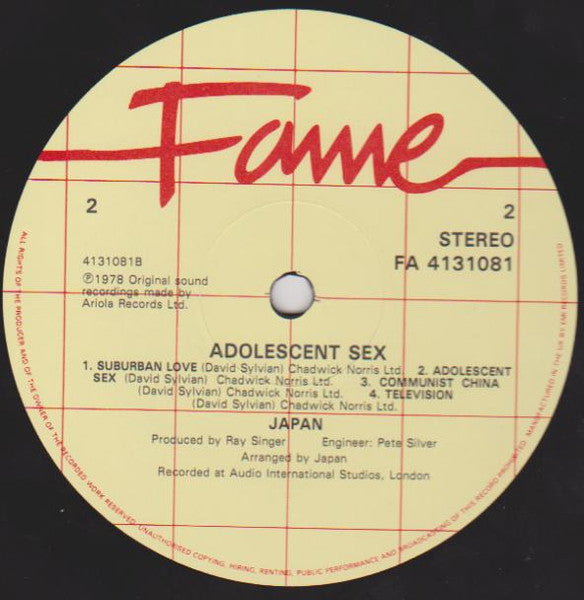 Fame
2
2
STEREO
FA 4131081
4131081B
℗1978 Original sound
recordings made by
Ariola Records Ltd.
ADOLESCENT SEX
1. SUBURBAN LOVE (David Sylvian) Chadwick Norris Ltd. 2. ADOLESCENT
SEX (David Sylvian) Chadwick Norris Ltd. 3. COMMUNIST CHINA
(David Sylvian) Chadwick Norris Ltd. 4. TELEVISION
(David Sylvian) Chadwick Norris Ltd.
JAPAN
Produced by Ray Singer Engineer: Pete Silver
Arranged by Japan
Recorded at Audio International Studios, London
ALL RIGHTS OF THE PRODUCER AND OF THE OWNER OF THE RECORDED WORK RESERVED. UNAUTHORISED COPYING, HIRING, RENTING, PUBLIC PERFORMANCE AND BROADCASTING OF THIS RECORD PROHIBITED. MANUFACTURED IN THE UK BY EMI RECORDS LIMITED